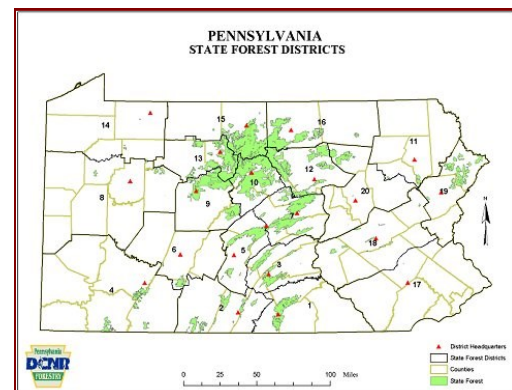 PENNSYLVANIA
STATE FOREST DISTRICTS
14
15
16
11
13
10
12
19
8
9
20
7
6
5
18
3
4
2
1
17
N
District Headquarters
State Forest Districts
Counties
State Forest
Pennsylvania
DCNR
FORESTRY
0
50
100
Miles